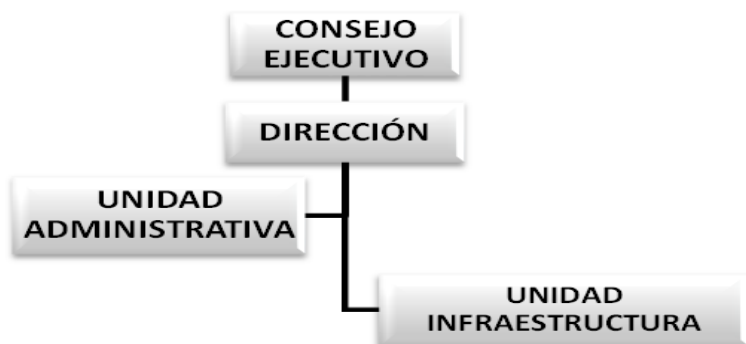 CONSEJO
EJECUTIVO
DIRECCIÓN
UNIDAD
ADMINISTRATIVA
UNIDAD
INFRAESTRUCTURA